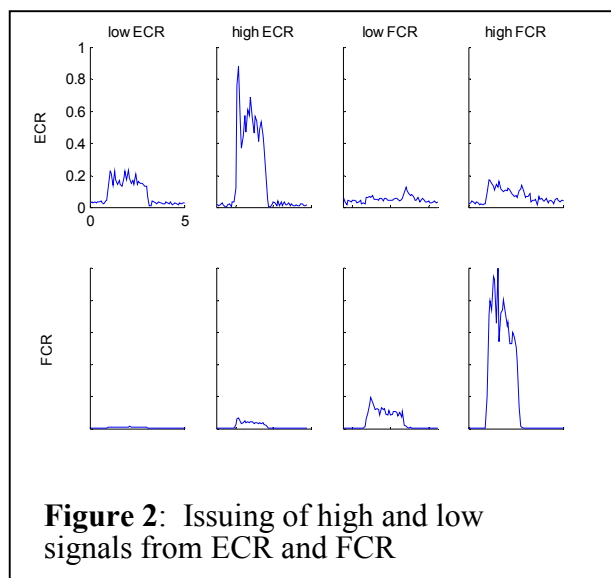 low ECR high ECR low FCR high FCR
1
0.8
0.6
0.4
0.2
0
ECR
0 5
FCR
Figure 2: Issuing of high and low
signals from ECR and FCR